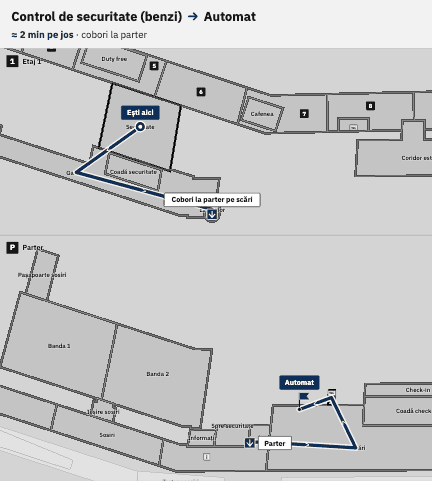 Control de securitate (benzi) → Automat
≈ 2 min pe jos · cobori la parter
1 Etaj 1
Duty free
5
6
Cafenea
7
8
Ești aici
Coadă securitate
Coridor est
Cobori la parter pe scări
P Parter
Pașapoarte sosiri
Banda 1
Banda 2
Ieșire sosiri
Sosiri
Informații
Spre securitate
Automat
Parter
Check-in
Coadă check-